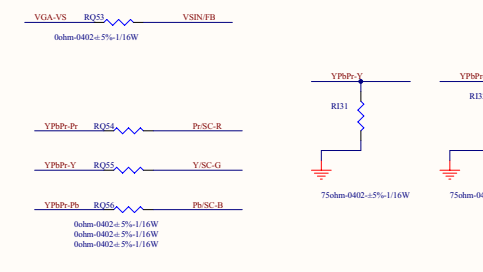 VGA-VS RQ53 VSIN/FB
0ohm-0402-±5%-1/16W
YPbPr-Y YPbPr
RI31 RI3
YPbPr-Pr RQ54 Pr/SC-R
YPbPr-Y RQ55 Y/SC-G
75ohm-0402-±5%-1/16W 75ohm-04
YPbPr-Pb RQ56 Pb/SC-B
0ohm-0402-±5%-1/16W
0ohm-0402-±5%-1/16W
0ohm-0402-±5%-1/16W